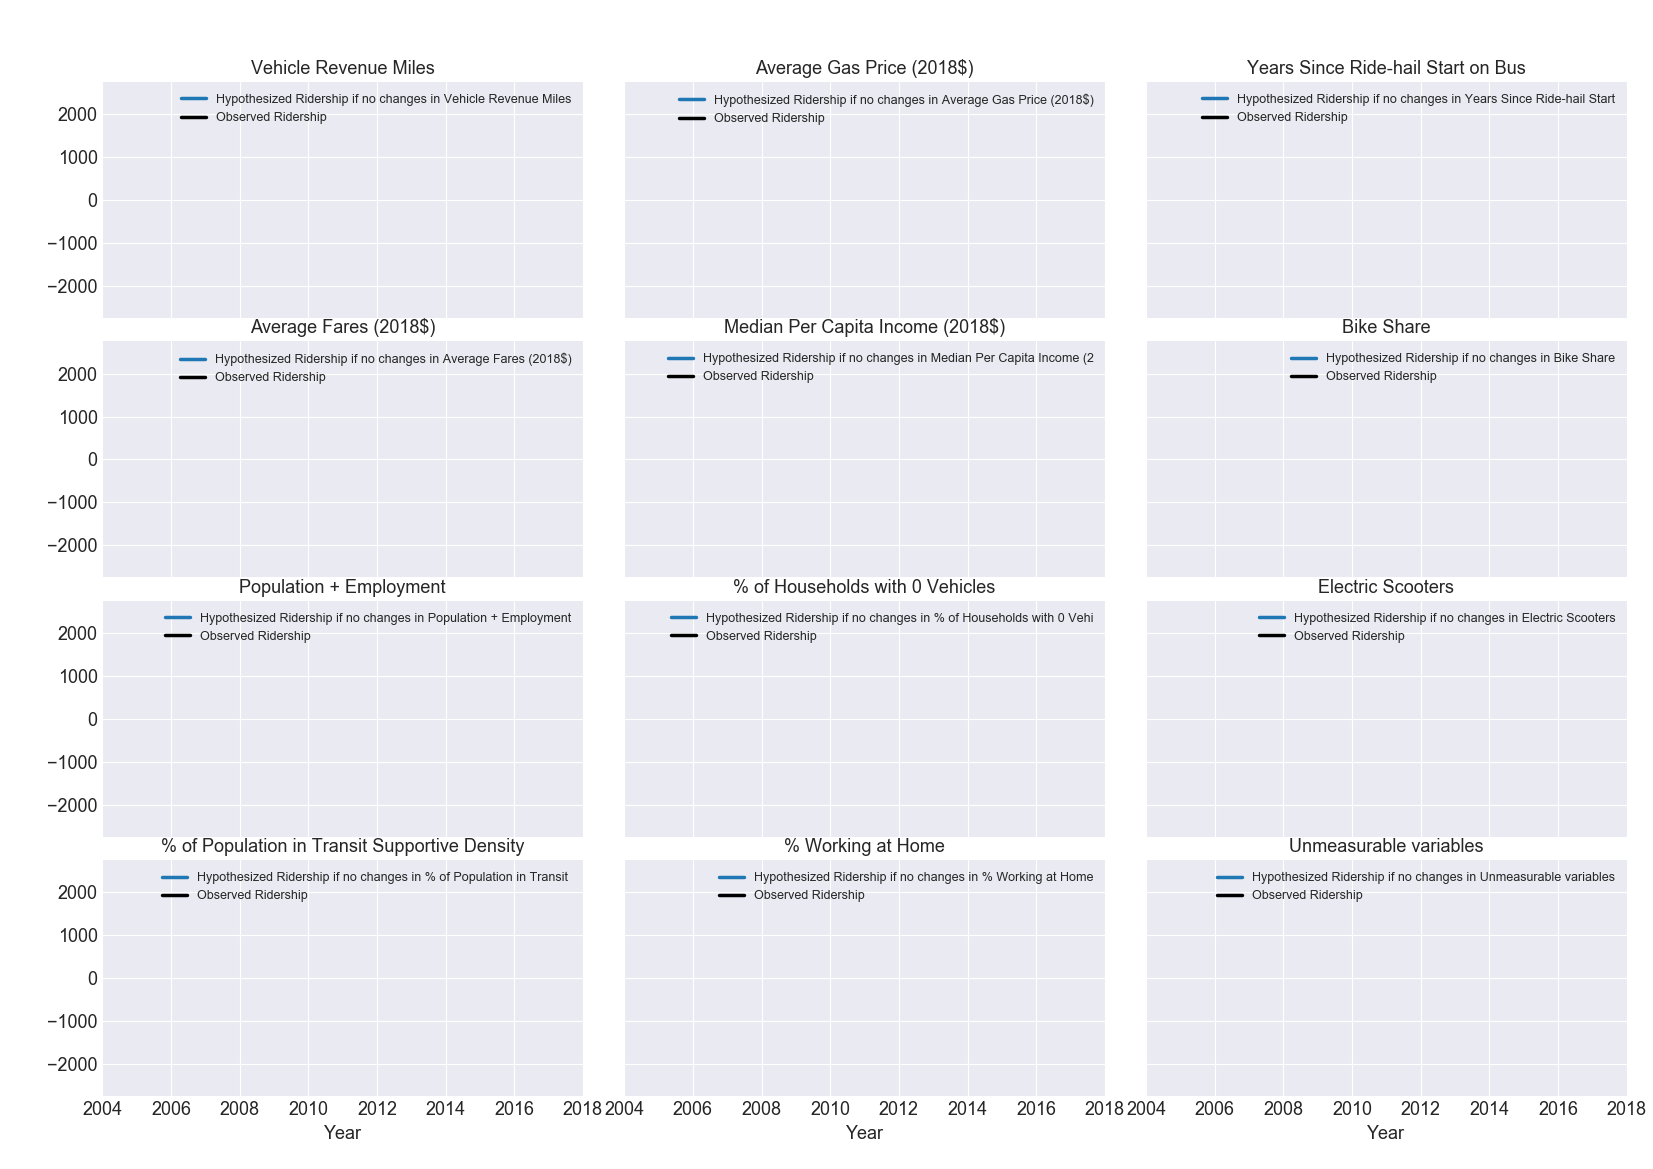 Vehicle Revenue Miles
Hypothesized Ridership if no changes in Vehicle Revenue Miles
Observed Ridership
2000
1000
0
−1000
−2000
Average Gas Price (2018$)
Hypothesized Ridership if no changes in Average Gas Price (2018$)
Observed Ridership
Years Since Ride-hail Start on Bus
Hypothesized Ridership if no changes in Years Since Ride-hail Start
Observed Ridership
Average Fares (2018$)
Hypothesized Ridership if no changes in Average Fares (2018$)
Observed Ridership
2000
1000
0
−1000
−2000
Median Per Capita Income (2018$)
Hypothesized Ridership if no changes in Median Per Capita Income (2
Observed Ridership
Bike Share
Hypothesized Ridership if no changes in Bike Share
Observed Ridership
Population + Employment
Hypothesized Ridership if no changes in Population + Employment
Observed Ridership
2000
1000
0
−1000
−2000
% of Households with 0 Vehicles
Hypothesized Ridership if no changes in % of Households with 0 Vehi
Observed Ridership
Electric Scooters
Hypothesized Ridership if no changes in Electric Scooters
Observed Ridership
% of Population in Transit Supportive Density
Hypothesized Ridership if no changes in % of Population in Transit
Observed Ridership
2000
1000
0
−1000
−2000
2004 2006 2008 2010 2012 2014 2016 2018
Year
% Working at Home
Hypothesized Ridership if no changes in % Working at Home
Observed Ridership
2004 2006 2008 2010 2012 2014 2016 2018
Year
Unmeasurable variables
Hypothesized Ridership if no changes in Unmeasurable variables
Observed Ridership
2004 2006 2008 2010 2012 2014 2016 2018
Year